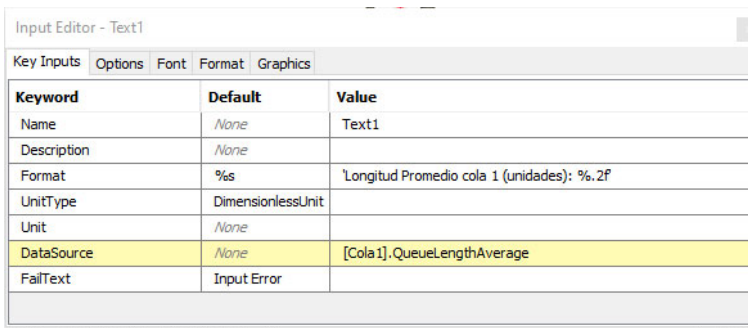 Input Editor - Text1
Key Inputs Options Font Format Graphics
Keyword Default Value
Name None Text1
Description None
Format %s 'Longitud Promedio cola 1 (unidades): %.2f'
UnitType DimensionlessUnit
Unit None
DataSource None [Cola1].QueueLengthAverage
FailText Input Error